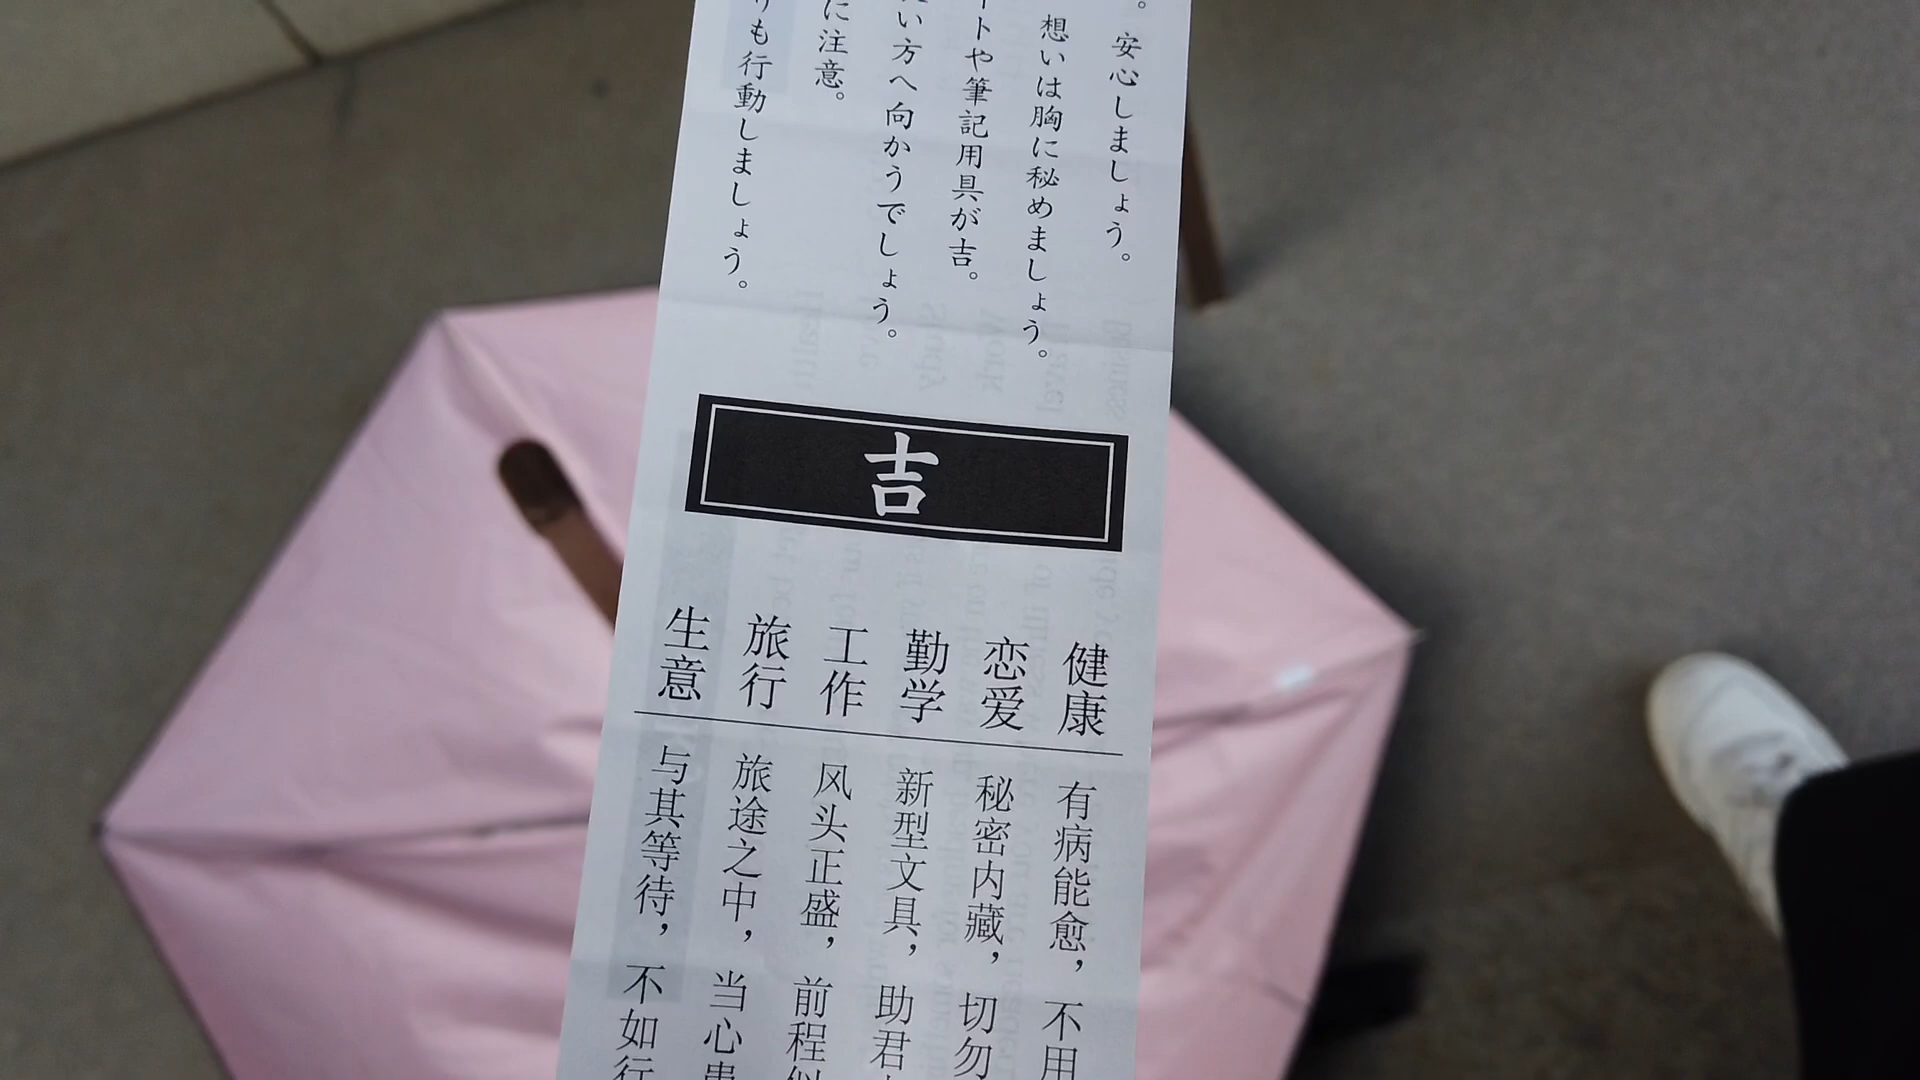 。安心しましょう。
想いは胸に秘めましょう。
トや筆記用具が吉。
い方へ向かうでしょう。
に注意。
りも行動しましょう。
吉
健康 有病能愈，不用
恋爱 秘密内藏，切勿
勤学 新型文具，助君
工作 风头正盛，前程似
旅行 旅途之中，当心患
生意 与其等待，不如行